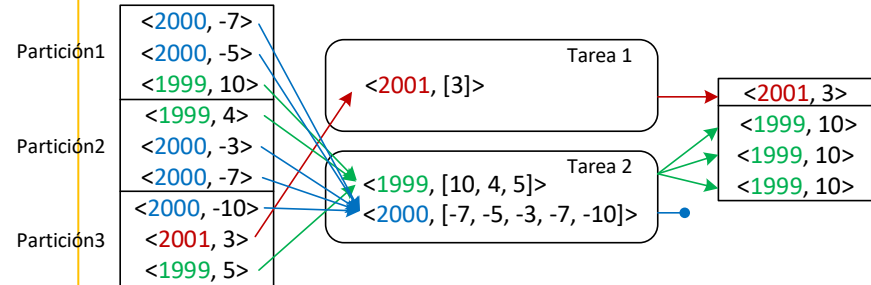 Partición1
<2000, -7>
<2000, -5>
<1999, 10>
Partición2
<1999, 4>
<2000, -3>
<2000, -7>
Partición3
<2000, -10>
<2001, 3>
<1999, 5>
Tarea 1
<2001, [3]>
Tarea 2
<1999, [10, 4, 5]>
<2000, [-7, -5, -3, -7, -10]>
<2001, 3>
<1999, 10>
<1999, 10>
<1999, 10>